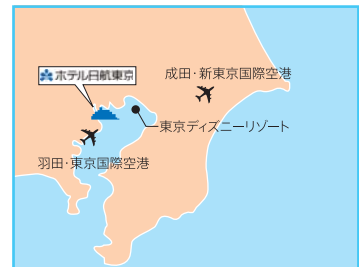 ホテル日航東京
成田・新東京国際空港
東京ディズニーリゾート
羽田・東京国際空港